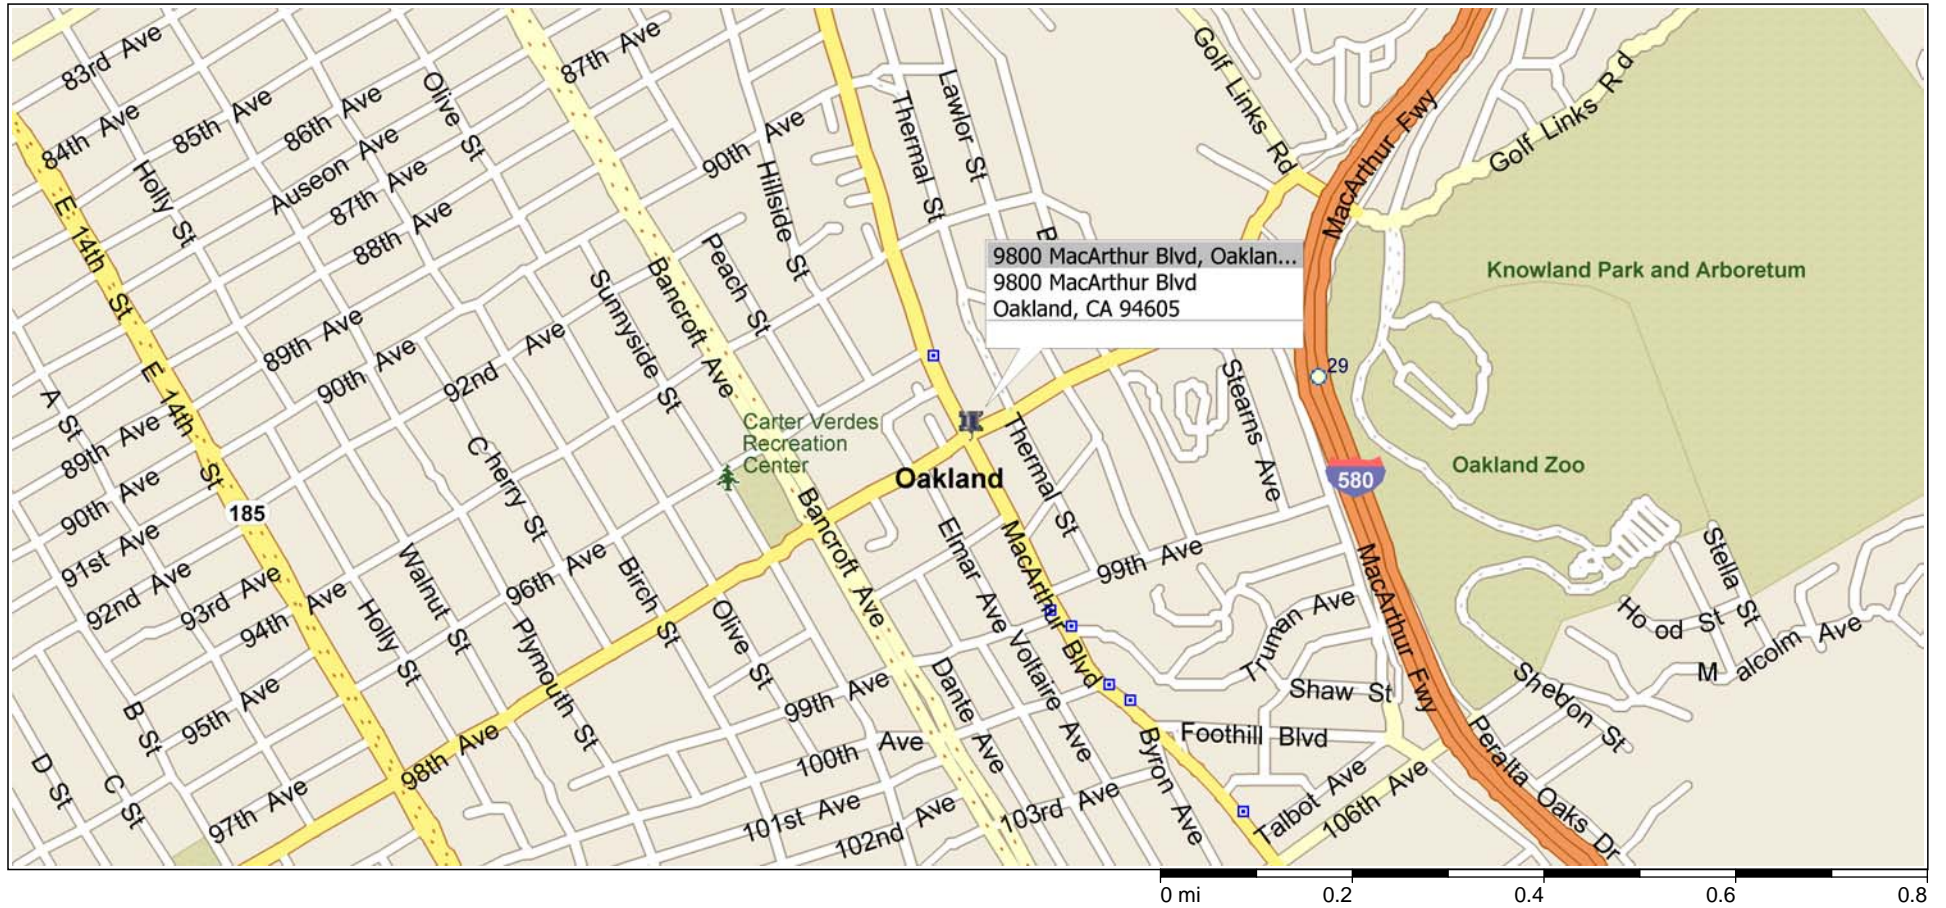 83rd Ave
84th Ave
85th Ave
86th Ave
Auseon Ave
87th Ave
88th Ave
87th Ave
Olive St
Holly St
E 14th St
90th Ave
Hillside St
Thermal St
Lawlor St
Golf Links Rd
MacArthur Fwy
Golf Links Rd
B
9800 MacArthur Blvd, Oaklan...
9800 MacArthur Blvd
Oakland, CA 94605
Knowland Park and Arboretum
Peach St
Bancroft Ave
Sunnyside St
89th Ave
90th Ave
92nd Ave
E 14th St
A St
89th Ave
90th Ave
91st Ave
92nd Ave
93rd Ave
94th Ave
185
Cherry St
Carter Verdes
Recreation
Center
Oakland
Thermal St
Stearns Ave
29
580
Oakland Zoo
Bancroft Ave
Elmar Ave
MacArthur Blvd
99th Ave
MacArthur Fwy
Stella St
Hood St
Malcolm Ave
Walnut St
Holly St
96th Ave
Birch St
Olive St
Plymouth St
Truman Ave
Shaw St
Sheldon St
Voltaire Ave
Dante Ave
99th Ave
95th Ave
B St
D St
C St
97th Ave
98th Ave
100th Ave
101st Ave
102nd Ave
103rd Ave
Byron Ave
Foothill Blvd
Talbot Ave
106th Ave
Peralta Oaks Dr
0 mi
0.2
0.4
0.6
0.8